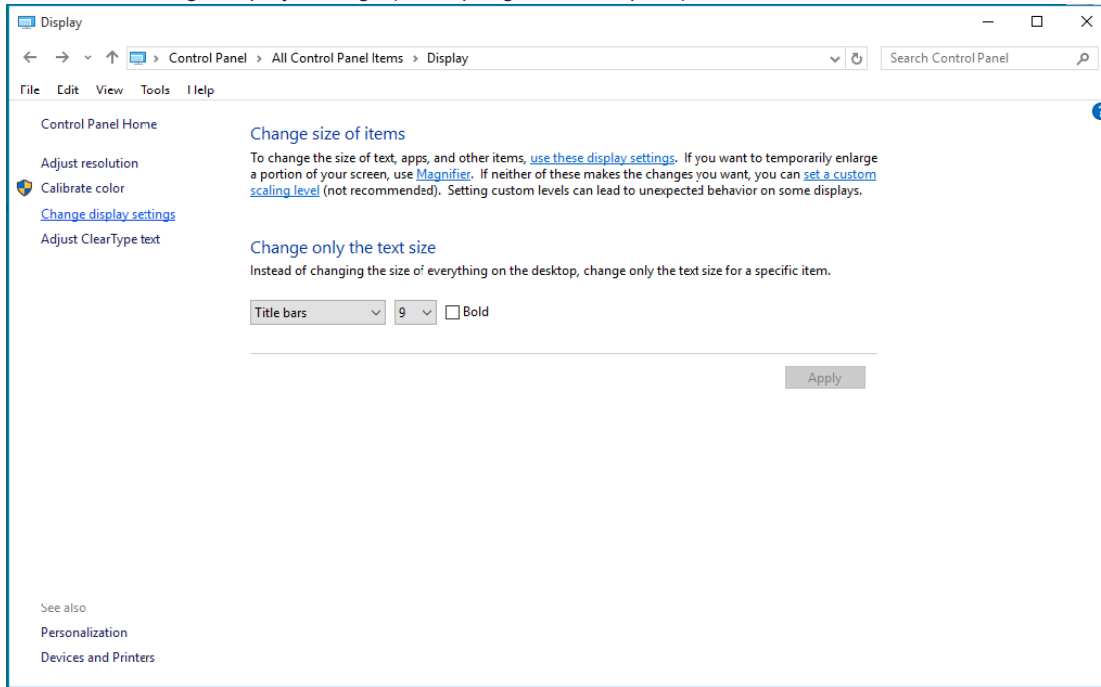 Display
Control Panel > All Control Panel Items > Display
Search Control Panel
File Edit View Tools Help
Control Panel Home
Adjust resolution
Calibrate color
Change display settings
Adjust ClearType text
Change size of items
To change the size of text, apps, and other items, use these display settings. If you want to temporarily enlarge
a portion of your screen, use Magnifier. If neither of these makes the changes you want, you can set a custom
scaling level (not recommended). Setting custom levels can lead to unexpected behavior on some displays.
Change only the text size
Instead of changing the size of everything on the desktop, change only the text size for a specific item.
Title bars 9 Bold
Apply
See also
Personalization
Devices and Printers